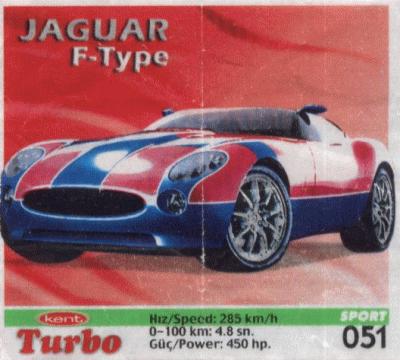 JAGUAR
F-Type
kent.
Turbo
Hız/Speed: 285 km/h
0-100 km: 4.8 sn.
Güç/Power: 450 hp.
SPORT
051